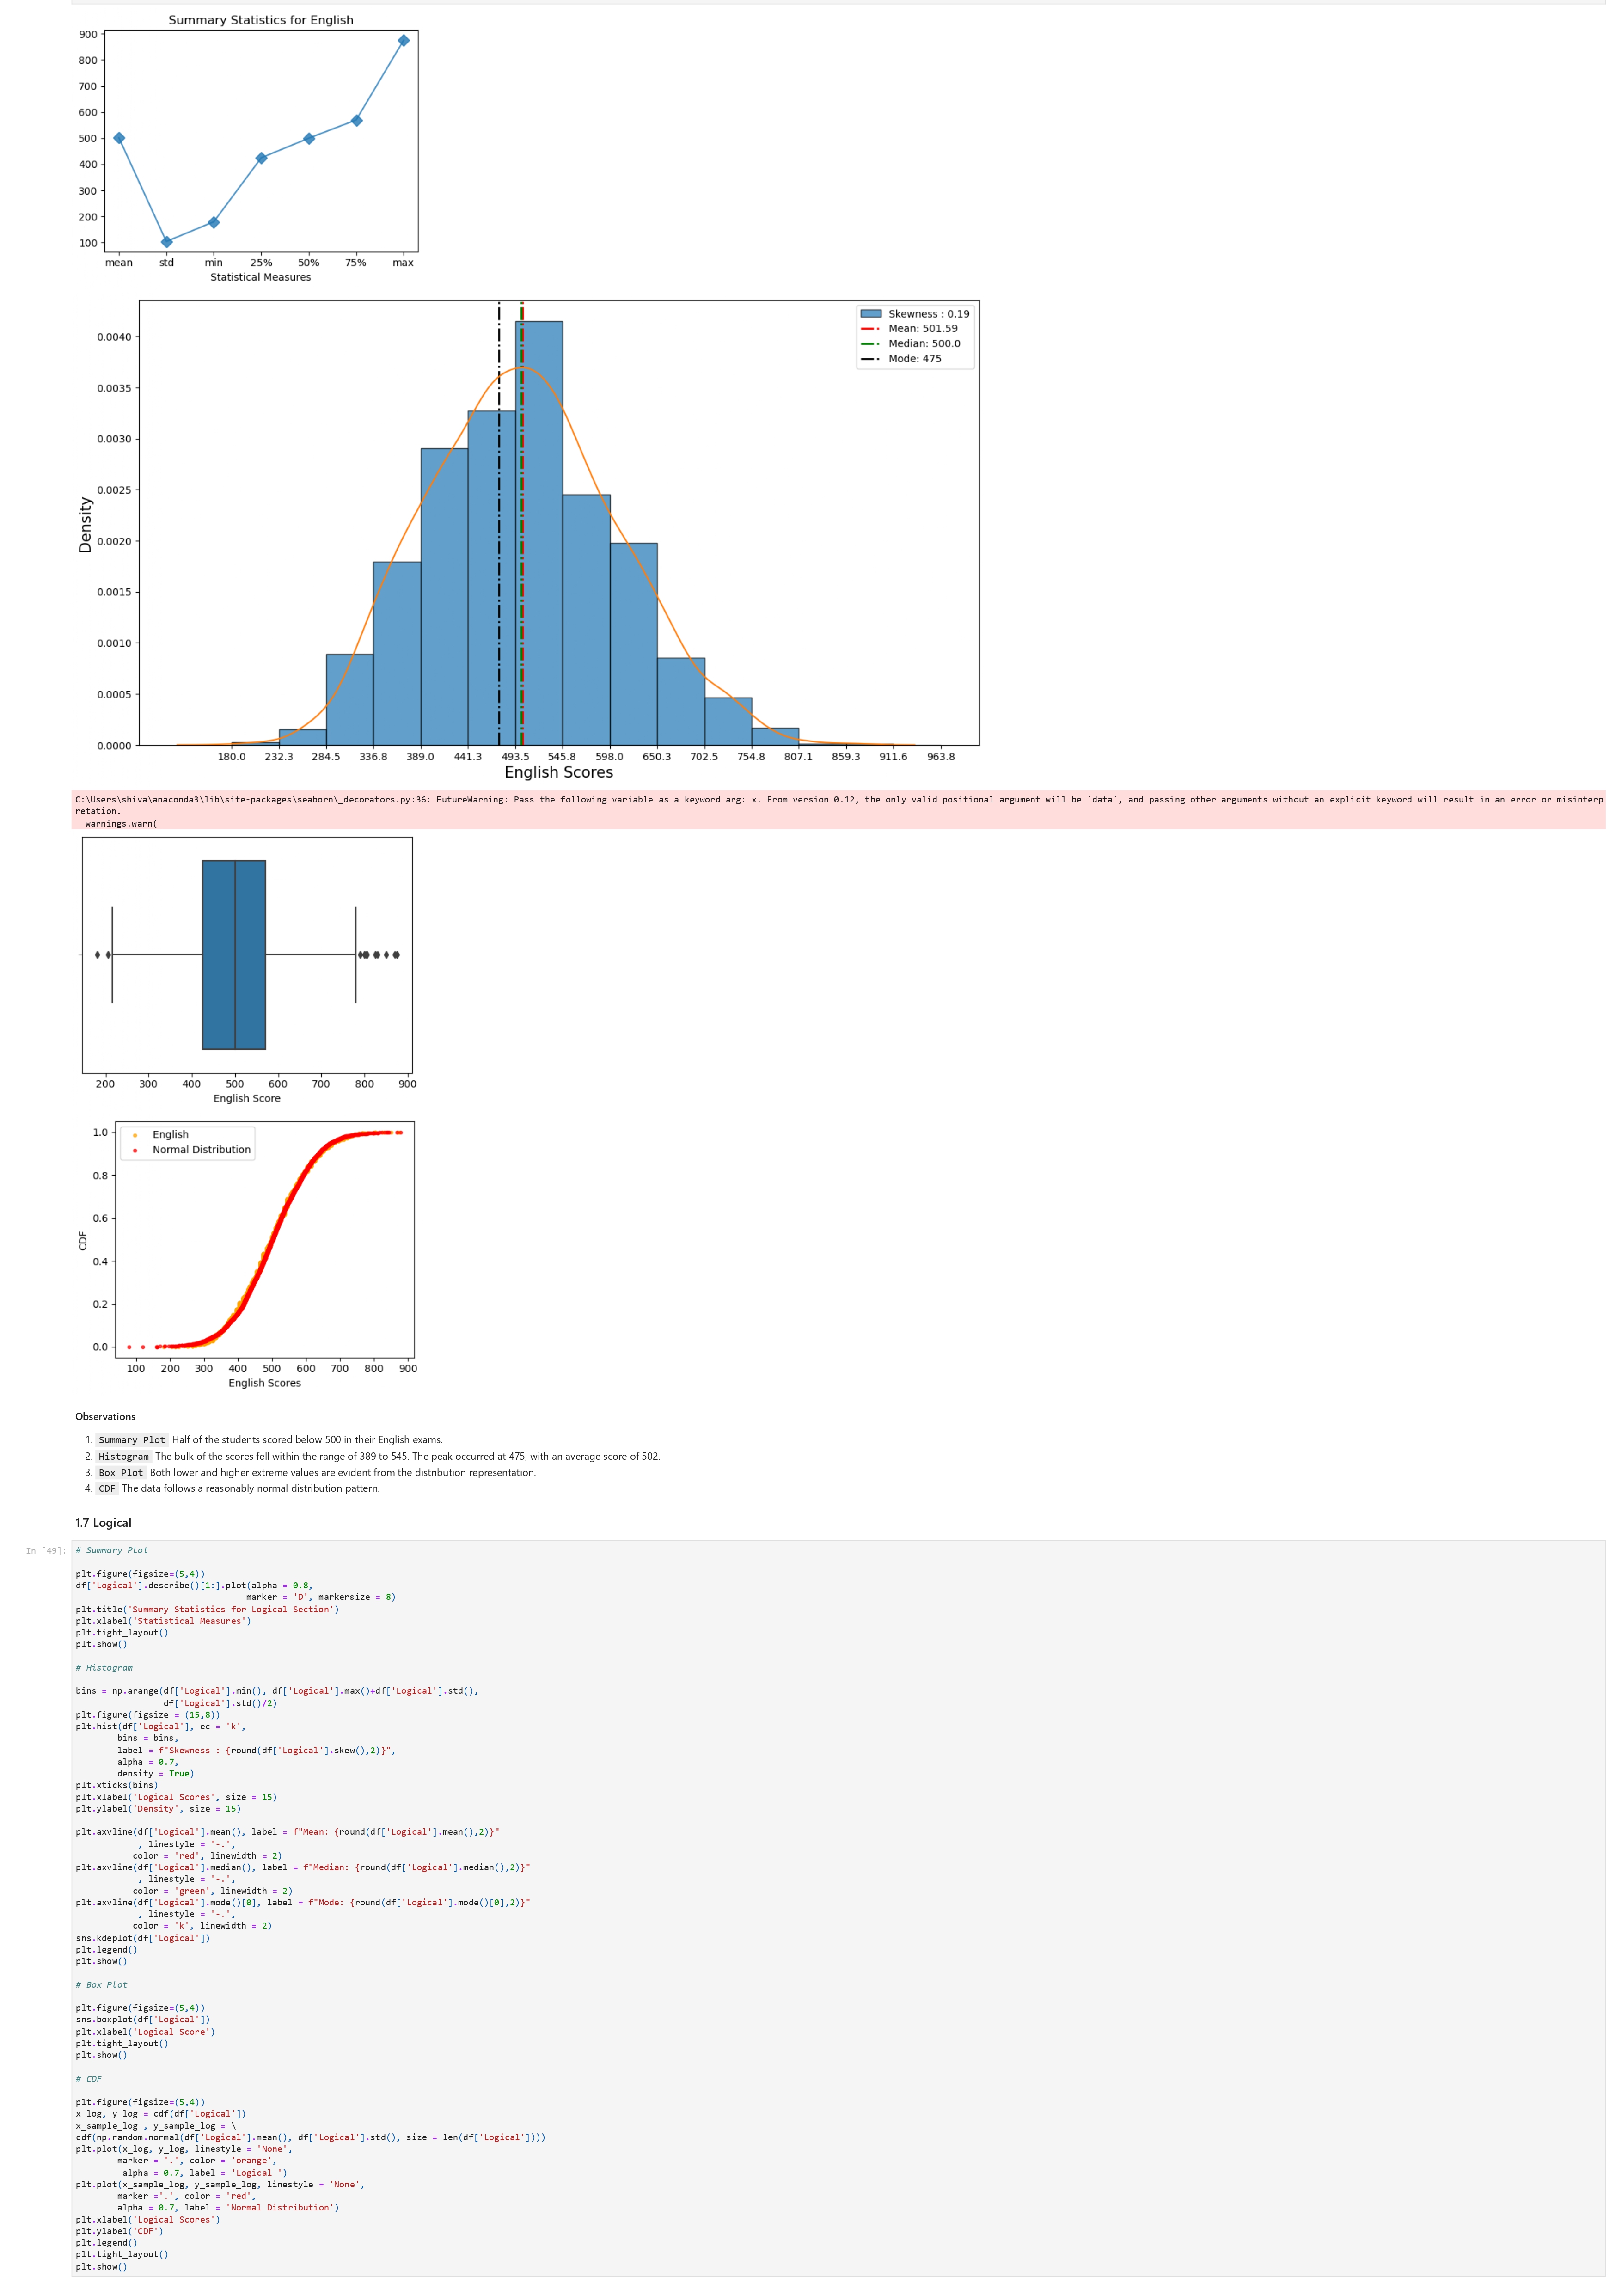 Summary Statistics for English
900
800
700
600
500
400
300
200
100
mean std min 25% 50% 75% max
Statistical Measures
Skewness : 0.19
Mean: 501.59
Median: 500.0
Mode: 475
0.0040
0.0035
0.0030
0.0025
0.0020
0.0015
0.0010
0.0005
0.0000
Density
180.0 232.3 284.5 336.8 389.0 441.3 493.5 545.8 598.0 650.3 702.5 754.8 807.1 859.3 911.6 963.8
English Scores
C:\Users\shiva\anaconda3\lib\site-packages\seaborn\_decorators.py:36: FutureWarning: Pass the following variable as a keyword arg: x. From version 0.12, the only valid positional argument will be `data`, and passing other arguments without an explicit keyword will result in an error or misinterp
retation.
warnings.warn(
200 300 400 500 600 700 800 900
English Score
English
Normal Distribution
1.0
0.8
0.6
0.4
0.2
0.0
CDF
100 200 300 400 500 600 700 800 900
English Scores
Observations
1. Summary Plot Half of the students scored below 500 in their English exams.
2. Histogram The bulk of the scores fell within the range of 389 to 545. The peak occurred at 475, with an average score of 502.
3. Box Plot Both lower and higher extreme values are evident from the distribution representation.
4. CDF The data follows a reasonably normal distribution pattern.
1.7 Logical
In [49]:
# Summary Plot
plt.figure(figsize=(5,4))
df['Logical'].describe()[1:].plot(alpha = 0.8,
marker = 'D', markersize = 8)
plt.title('Summary Statistics for Logical Section')
plt.xlabel('Statistical Measures')
plt.tight_layout()
plt.show()
# Histogram
bins = np.arange(df['Logical'].min(), df['Logical'].max()+df['Logical'].std(),
df['Logical'].std()/2)
plt.figure(figsize = (15,8))
plt.hist(df['Logical'], ec = 'k',
bins = bins,
label = f"Skewness : {round(df['Logical'].skew(),2)}",
alpha = 0.7,
density = True)
plt.xticks(bins)
plt.xlabel('Logical Scores', size = 15)
plt.ylabel('Density', size = 15)
plt.axvline(df['Logical'].mean(), label = f"Mean: {round(df['Logical'].mean(),2)}"
, linestyle = '-.',
color = 'red', linewidth = 2)
plt.axvline(df['Logical'].median(), label = f"Median: {round(df['Logical'].median(),2)}"
, linestyle = '-.',
color = 'green', linewidth = 2)
plt.axvline(df['Logical'].mode()[0], label = f"Mode: {round(df['Logical'].mode()[0],2)}"
, linestyle = '-.',
color = 'k', linewidth = 2)
sns.kdeplot(df['Logical'])
plt.legend()
plt.show()
# Box Plot
plt.figure(figsize=(5,4))
sns.boxplot(df['Logical'])
plt.xlabel('Logical Score')
plt.tight_layout()
plt.show()
# CDF
plt.figure(figsize=(5,4))
x_log, y_log = cdf(df['Logical'])
x_sample_log , y_sample_log = \
cdf(np.random.normal(df['Logical'].mean(), df['Logical'].std(), size = len(df['Logical'])))
plt.plot(x_log, y_log, linestyle = 'None',
marker = '.', color = 'orange',
alpha = 0.7, label = 'Logical ')
plt.plot(x_sample_log, y_sample_log, linestyle = 'None',
marker ='.', color = 'red',
alpha = 0.7, label = 'Normal Distribution')
plt.xlabel('Logical Scores')
plt.ylabel('CDF')
plt.legend()
plt.tight_layout()
plt.show()